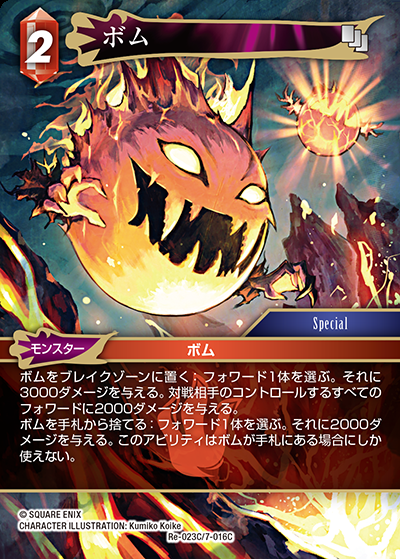 2
ボム
Special
モンスター
ボム
ボムをブレイクゾーンに置く：フォワード1体を選ぶ。それに
3000ダメージを与える。対戦相手のコントロールするすべての
フォワードに2000ダメージを与える。
ボムを手札から捨てる：フォワード1体を選ぶ。それに2000ダ
メージを与える。このアビリティはボムが手札にある場合にしか
使えない。
© SQUARE ENIX
CHARACTER ILLUSTRATION: Kumiko Koike
Re-023C/7-016C